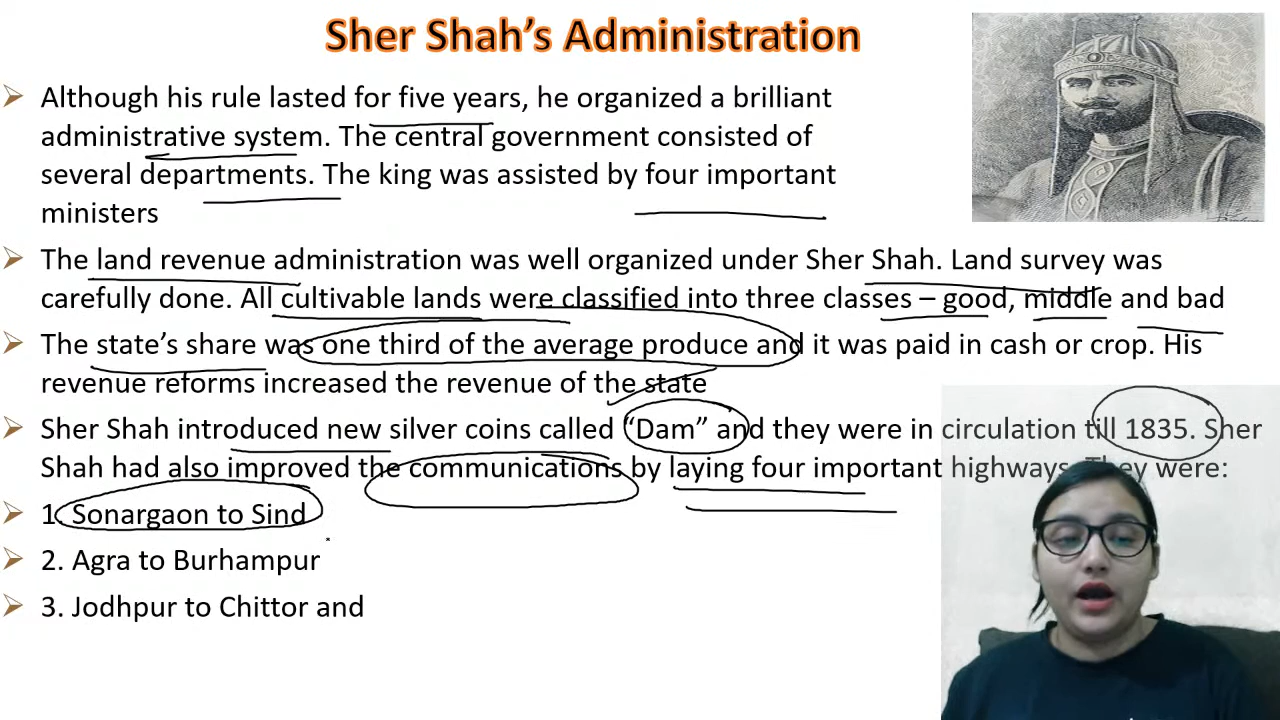 Sher Shah's Administration
Although his rule lasted for five years, he organized a brilliant
administrative system. The central government consisted of
several departments. The king was assisted by four important
ministers
The land revenue administration was well organized under Sher Shah. Land survey was
carefully done. All cultivable lands were classified into three classes – good, middle and bad
The state's share was one third of the average produce and it was paid in cash or crop. His
revenue reforms increased the revenue of the state
Sher Shah introduced new silver coins called “Dam” and they were in circulation till 1835. Sher
Shah had also improved the communications by laying four important highways. They were:
1. Sonargaon to Sind
2. Agra to Burhampur
3. Jodhpur to Chittor and